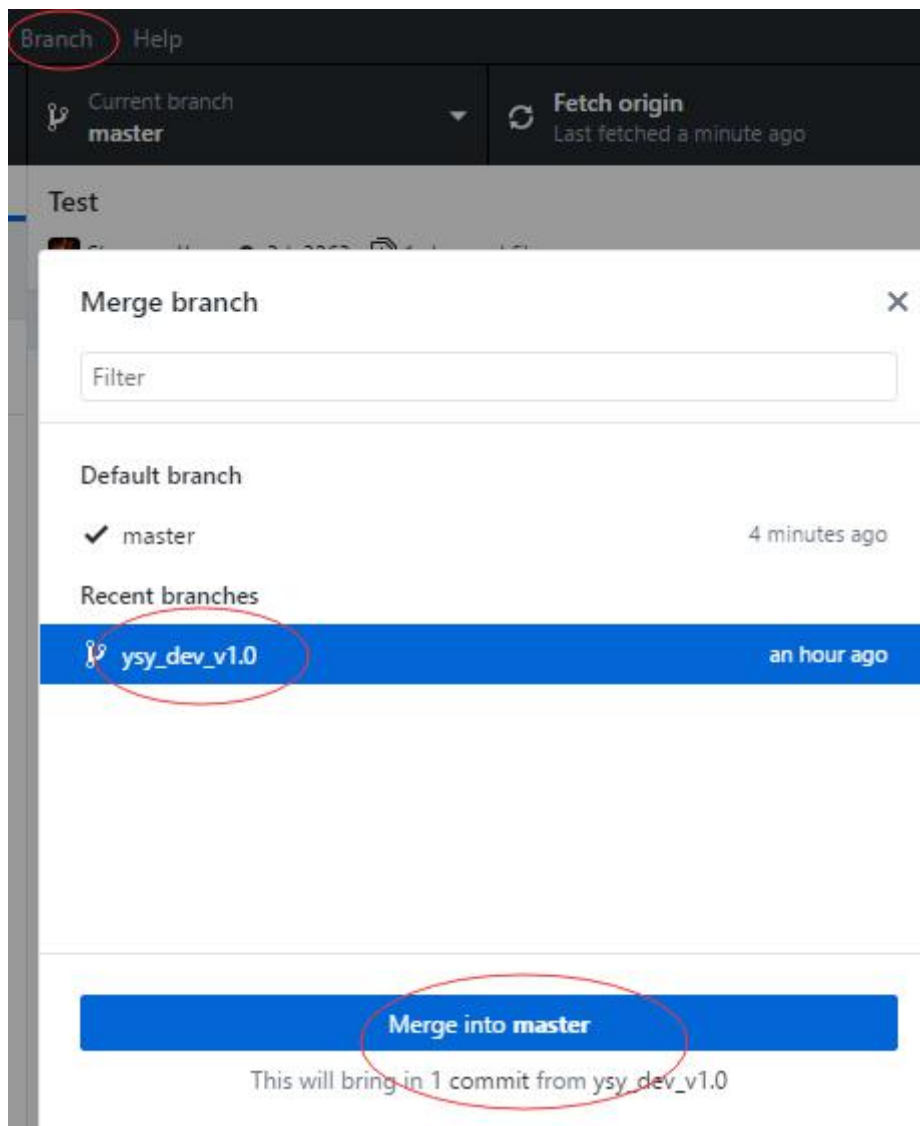 Branch Help
Current branch
master
Fetch origin
Last fetched a minute ago
Test
Merge branch
Filter
Default branch
master 4 minutes ago
Recent branches
ysy_dev_v1.0 an hour ago
Merge into master
This will bring in 1 commit from ysy_dev_v1.0